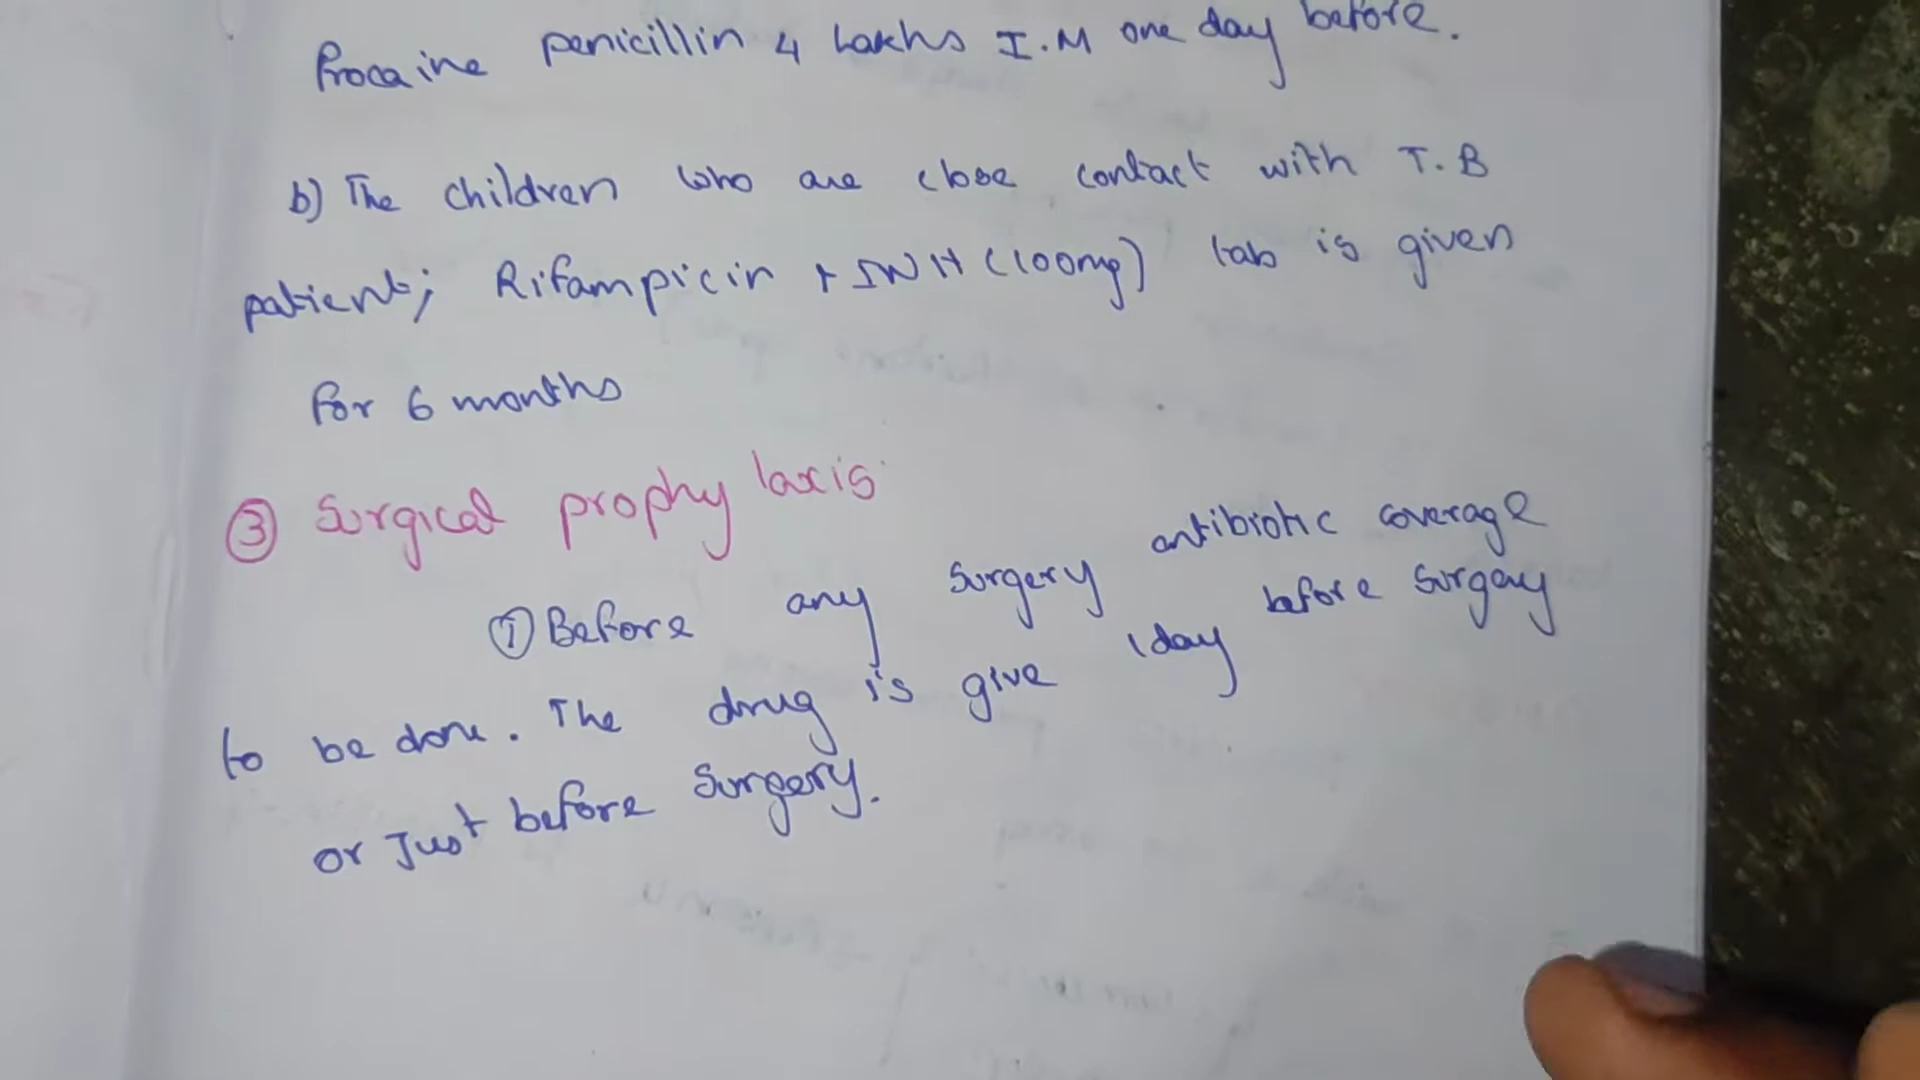 Procaine penicillin 4 Lakhs I.M one day before.
b) The children who are close contact with T.B
patient; Rifampicin + INH (100mg) tab is given
for 6 months
③ Surgical prophylaxis
① Before any surgery antibiotic coverage
to be done. The drug is give 1day before surgery
or Just before Surgery.